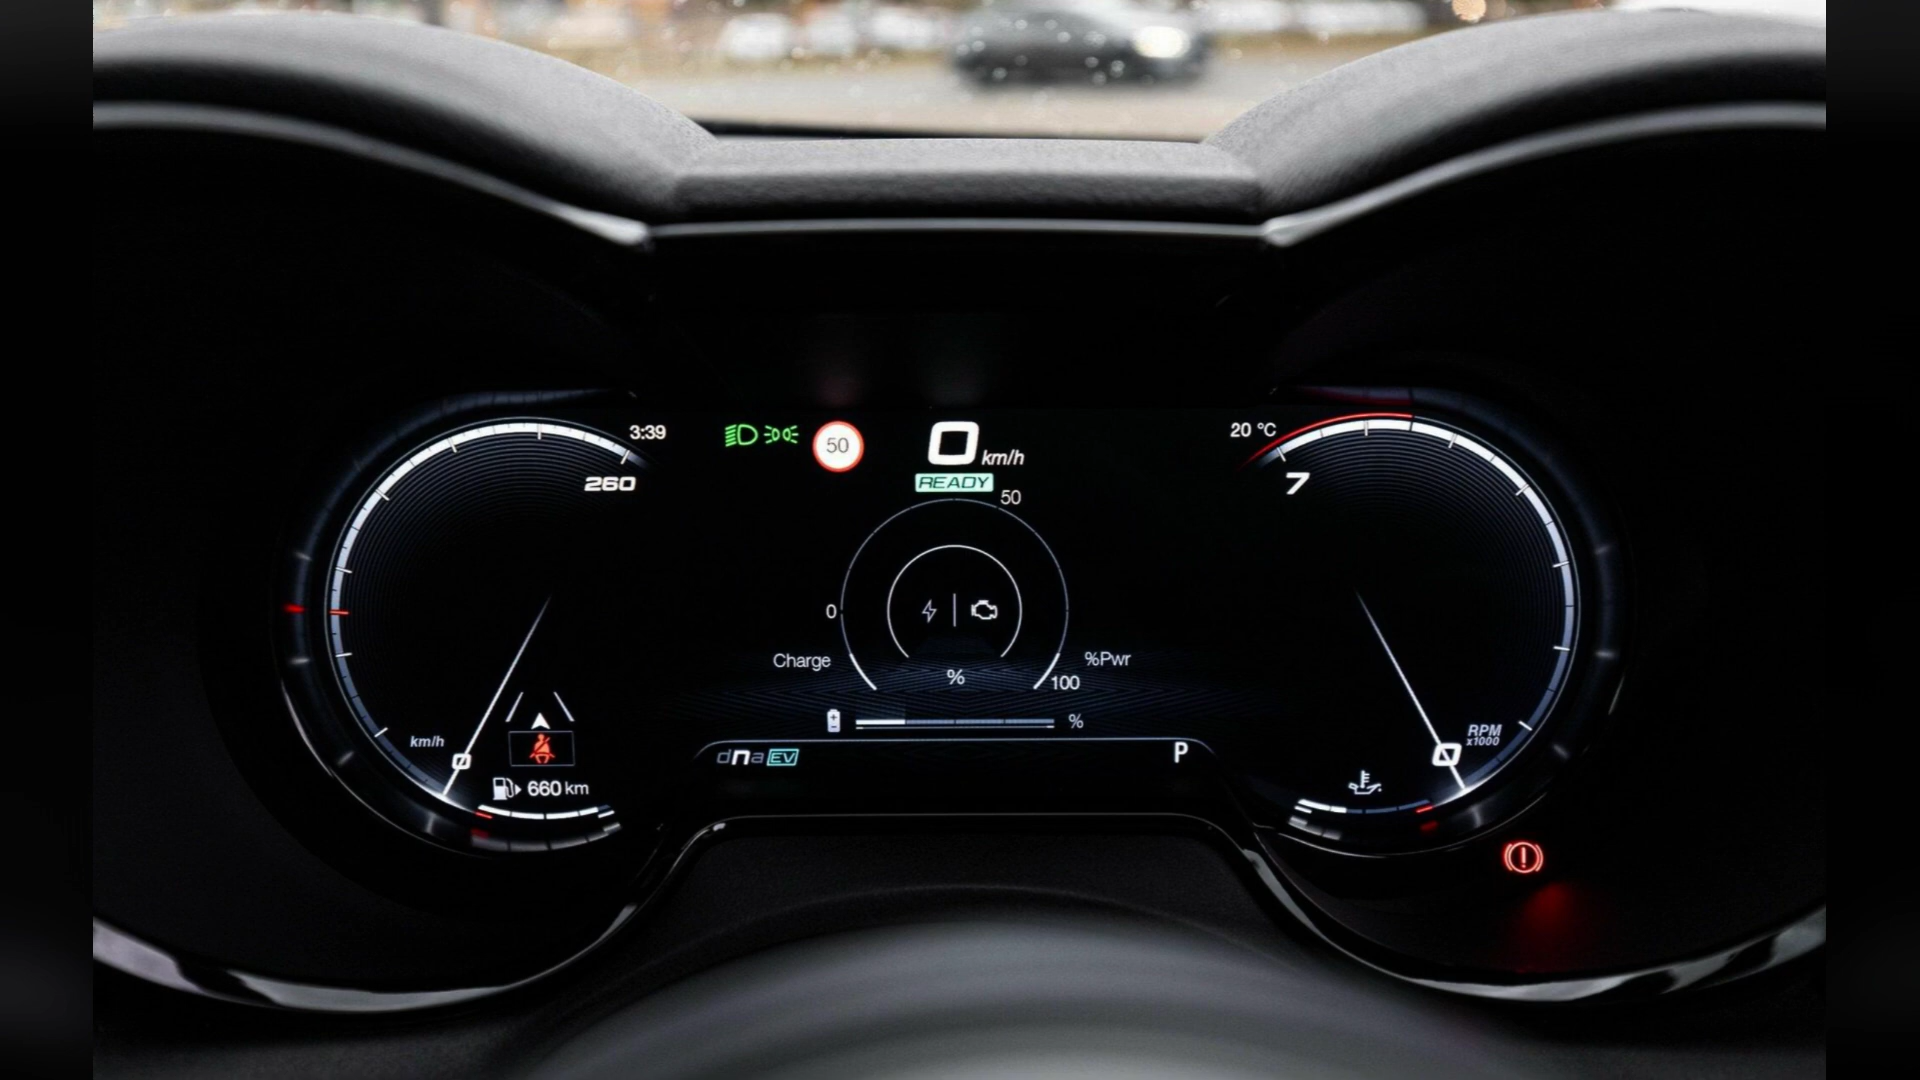 3:39
50
0 km/h
READY
20 °C
260
7
50
0
Charge
%Pwr
%
100
%
km/h
0
RPM
x1000
0
dna EV
P
660 km